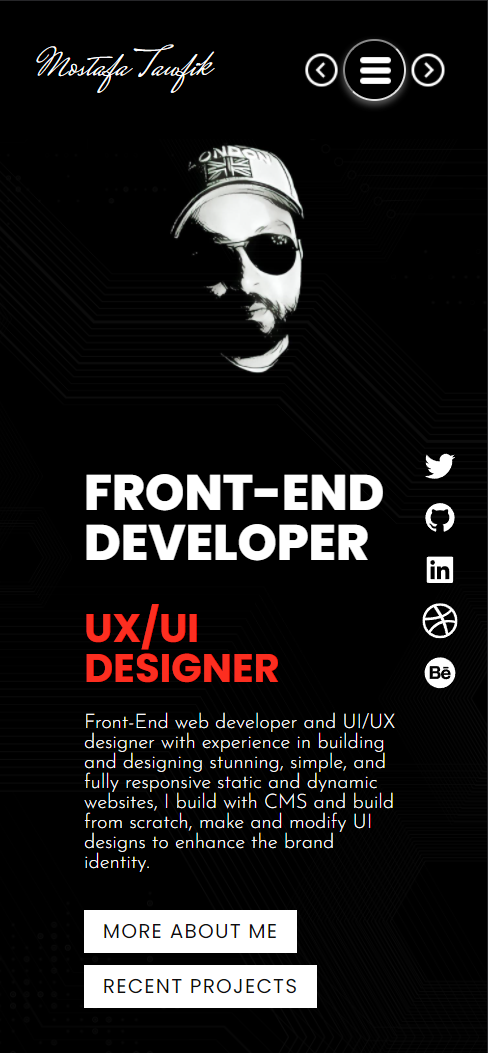 Mostafa Tawfik
LONDON
FRONT-END
DEVELOPER
UX/UI
DESIGNER
Front-End web developer and UI/UX
designer with experience in building
and designing stunning, simple, and
fully responsive static and dynamic
websites, I build with CMS and build
from scratch, make and modify UI
designs to enhance the brand
identity.
in
Bē
MORE ABOUT ME
RECENT PROJECTS